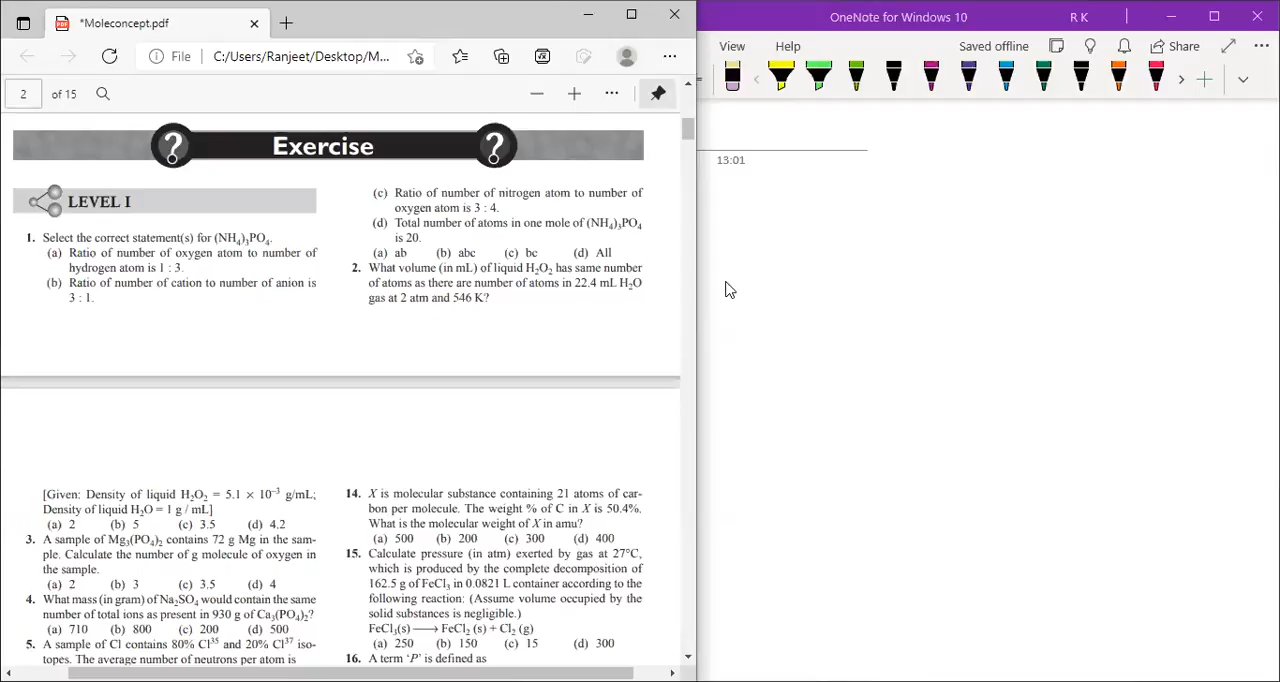 *Moleconcept.pdf
OneNote for Windows 10
R K
File
C:/Users/Ranjeet/Desktop/M...
View
Help
Saved offline
Share
2
of 15
Exercise
LEVEL I
1. Select the correct statement(s) for (NH₄)₃PO₄.
(a) Ratio of number of oxygen atom to number of
hydrogen atom is 1 : 3.
(b) Ratio of number of cation to number of anion is
3 : 1.
(c) Ratio of number of nitrogen atom to number of
oxygen atom is 3 : 4.
(d) Total number of atoms in one mole of (NH₄)₃PO₄
is 20.
(a) ab (b) abc (c) bc (d) All
2. What volume (in mL) of liquid H₂O₂ has same number
of atoms as there are number of atoms in 22.4 mL H₂O
gas at 2 atm and 546 K?
13:01
[Given: Density of liquid H₂O₂ = 5.1 × 10⁻³ g/mL;
Density of liquid H₂O = 1 g / mL]
(a) 2 (b) 5 (c) 3.5 (d) 4.2
3. A sample of Mg₃(PO₄)₂ contains 72 g Mg in the sam-
ple. Calculate the number of g molecule of oxygen in
the sample.
(a) 2 (b) 3 (c) 3.5 (d) 4
4. What mass (in gram) of Na₂SO₄ would contain the same
number of total ions as present in 930 g of Ca₃(PO₄)₂?
(a) 710 (b) 800 (c) 200 (d) 500
5. A sample of Cl contains 80% Cl³⁵ and 20% Cl³⁷ iso-
topes. The average number of neutrons per atom is
14. X is molecular substance containing 21 atoms of car-
bon per molecule. The weight % of C in X is 50.4%.
What is the molecular weight of X in amu?
(a) 500 (b) 200 (c) 300 (d) 400
15. Calculate pressure (in atm) exerted by gas at 27°C,
which is produced by the complete decomposition of
162.5 g of FeCl₃ in 0.0821 L container according to the
following reaction: (Assume volume occupied by the
solid substances is negligible.)
FeCl₃(s) ⟶ FeCl₂ (s) + Cl₂ (g)
(a) 250 (b) 150 (c) 15 (d) 300
16. A term ‘P’ is defined as